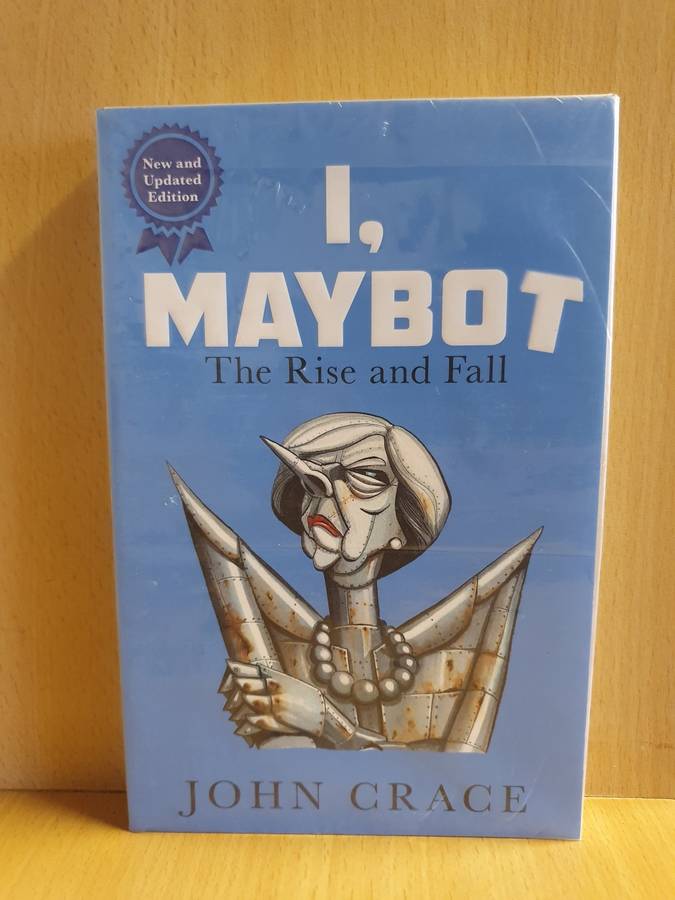 New and
Updated
Edition
I,
MAYBOT
The Rise and Fall
JOHN CRACE